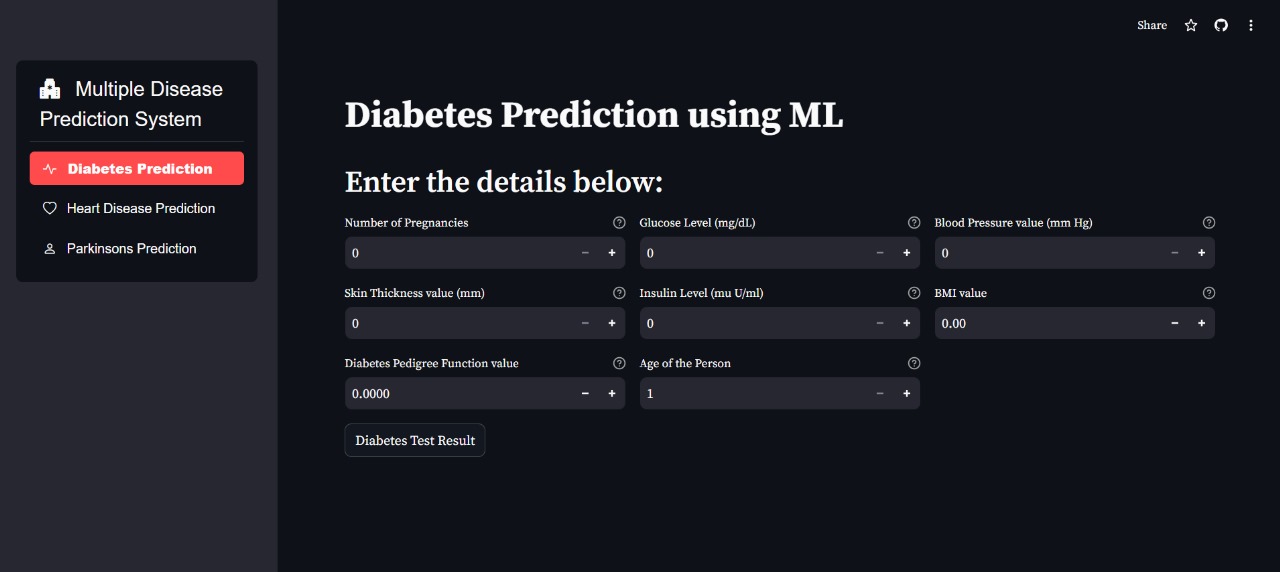 Share
Multiple Disease
Prediction System
Diabetes Prediction
Heart Disease Prediction
Parkinsons Prediction
Diabetes Prediction using ML
Enter the details below:
Number of Pregnancies
Glucose Level (mg/dL)
Blood Pressure value (mm Hg)
0
0
0
Skin Thickness value (mm)
Insulin Level (mu U/ml)
BMI value
0
0
0.00
Diabetes Pedigree Function value
Age of the Person
0.0000
1
Diabetes Test Result